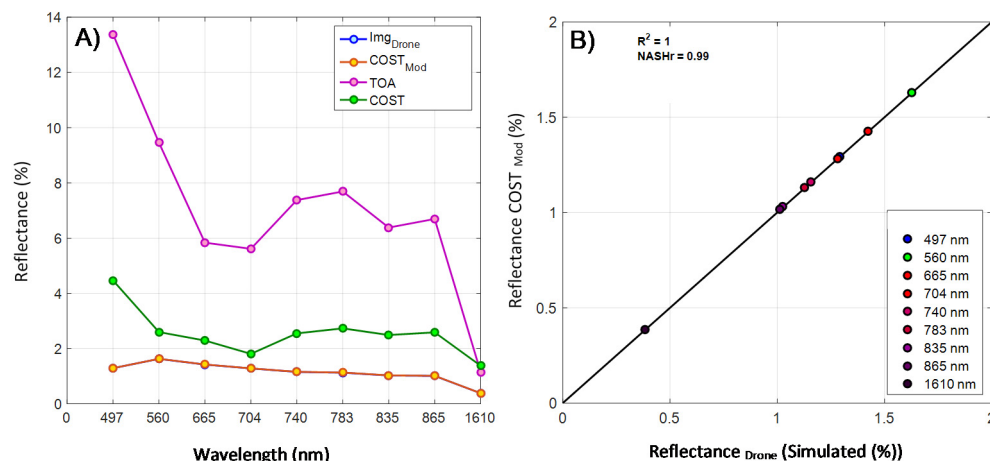 A)
Img Drone
COST Mod
TOA
COST
14
12
10
8
6
4
2
0
Reflectance (%)
0 497 560 665 704 740 783 835 865 1610
Wavelength (nm)
B)
R² = 1
NASHr = 0.99
2
1.5
1
0.5
0
Reflectance COST Mod (%)
497 nm
560 nm
665 nm
704 nm
740 nm
783 nm
835 nm
865 nm
1610 nm
0 0.5 1 1.5 2
Reflectance Drone (Simulated (%))